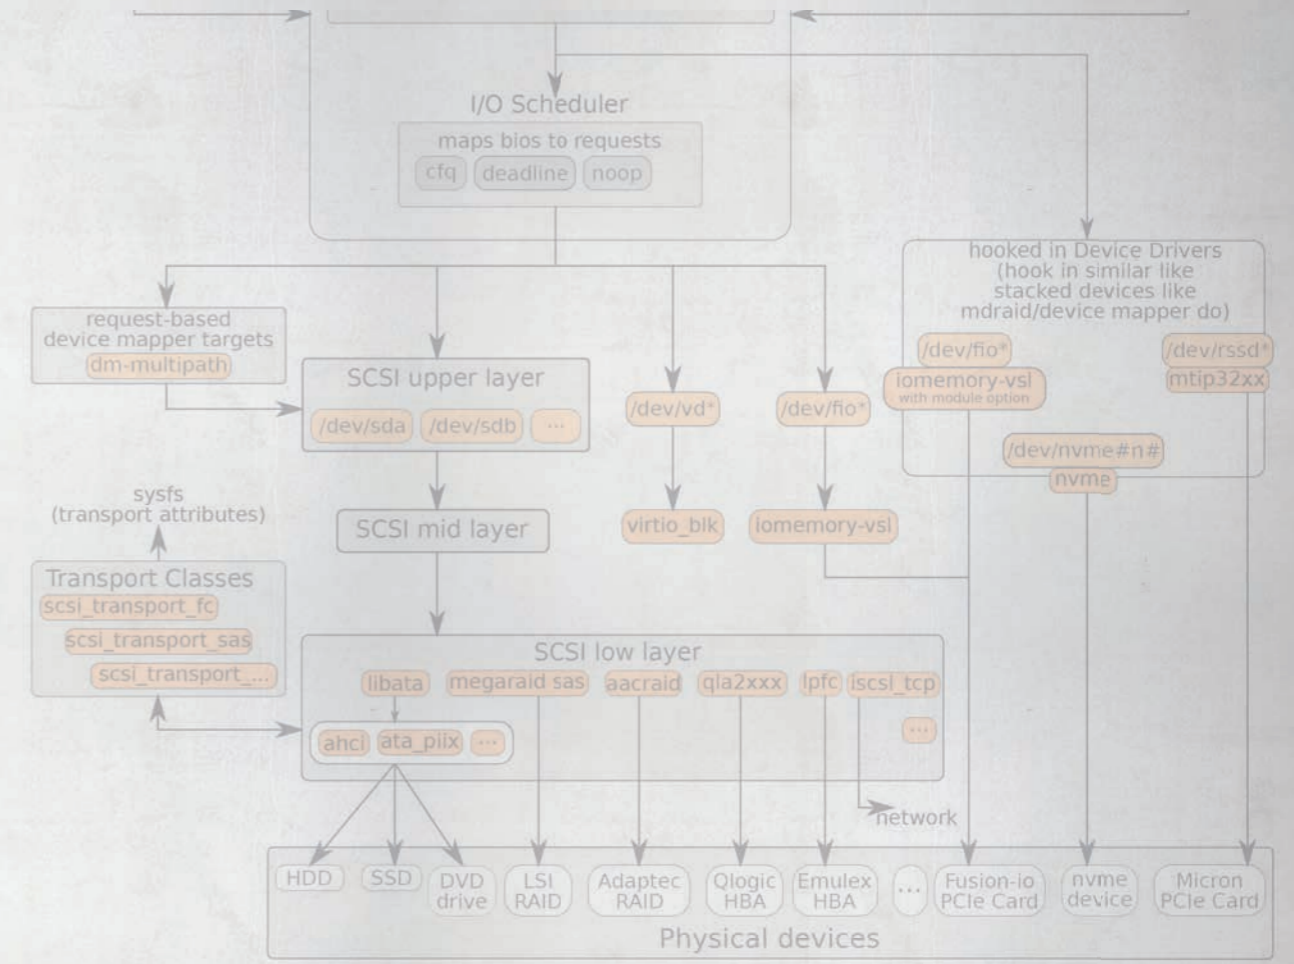 I/O Scheduler
maps bios to requests
cfq deadline noop
hooked in Device Drivers
(hook in similar like
stacked devices like
mdraid/device mapper do)
request-based
device mapper targets
dm-multipath
/dev/fio*
/dev/rssd*
iomemory-vsl
with module option
mtip32xx
SCSI upper layer
/dev/sda /dev/sdb ...
/dev/vd*
/dev/fio*
/dev/nvme#n#
nvme
sysfs
(transport attributes)
SCSI mid layer
virtio_blk
iomemory-vsl
Transport Classes
scsi_transport_fc
scsi_transport_sas
scsi_transport_...
SCSI low layer
libata megaraid sas aacraid qla2xxx lpfc iscsi_tcp
ahci ata_piix ...
...
network
HDD
SSD
DVD
drive
LSI
RAID
Adaptec
RAID
Qlogic
HBA
Emulex
HBA
...
Fusion-io
PCIe Card
nvme
device
Micron
PCIe Card
Physical devices